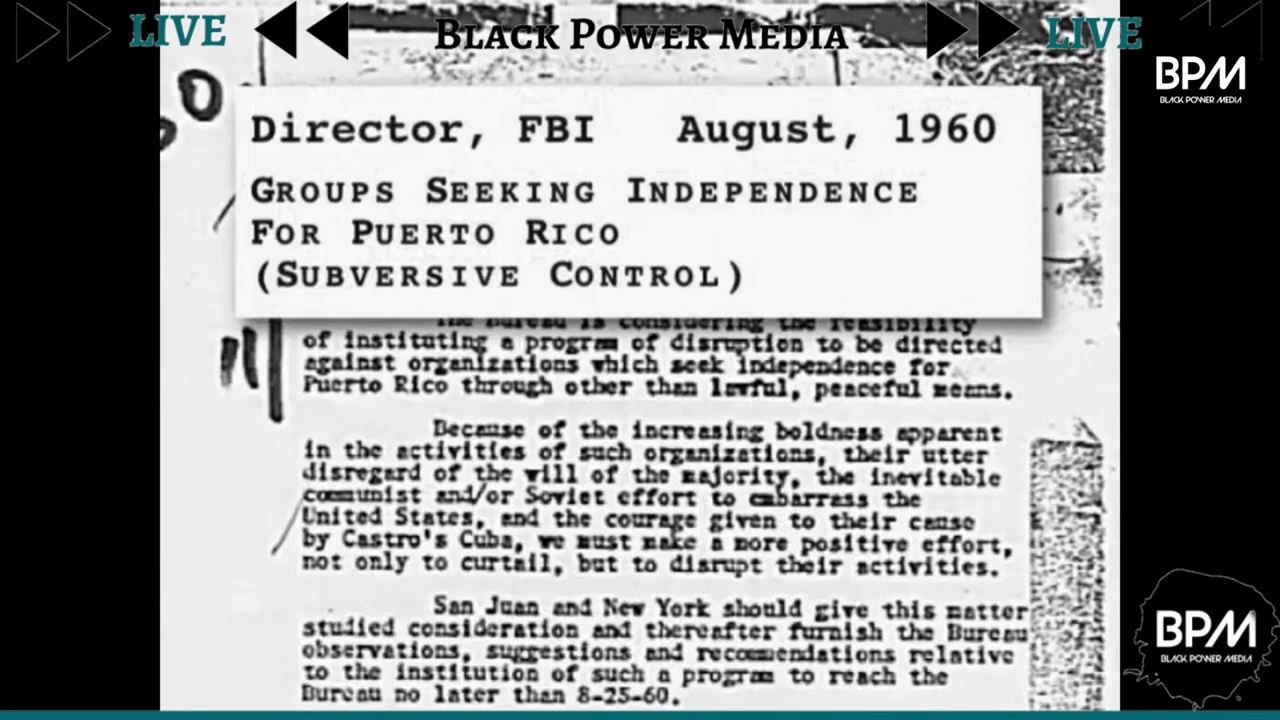 LIVE BLACK POWER MEDIA LIVE
BPM
BLACK POWER MEDIA
Director, FBI August, 1960
GROUPS SEEKING INDEPENDENCE
FOR PUERTO RICO
(SUBVERSIVE CONTROL)
The Bureau is considering the feasibility
of instituting a program of disruption to be directed
against organizations which seek independence for
Puerto Rico through other than lawful, peaceful means.
Because of the increasing boldness apparent
in the activities of such organizations, their utter
disregard of the will of the majority, the inevitable
communist and/or Soviet effort to embarrass the
United States, and the courage given to their cause
by Castro's Cuba, we must make a more positive effort,
not only to curtail, but to disrupt their activities.
San Juan and New York should give this matter
studied consideration and thereafter furnish the Bureau
observations, suggestions and recommendations relative
to the institution of such a program to reach the
Bureau no later than 8-25-60.
BPM
BLACK POWER MEDIA